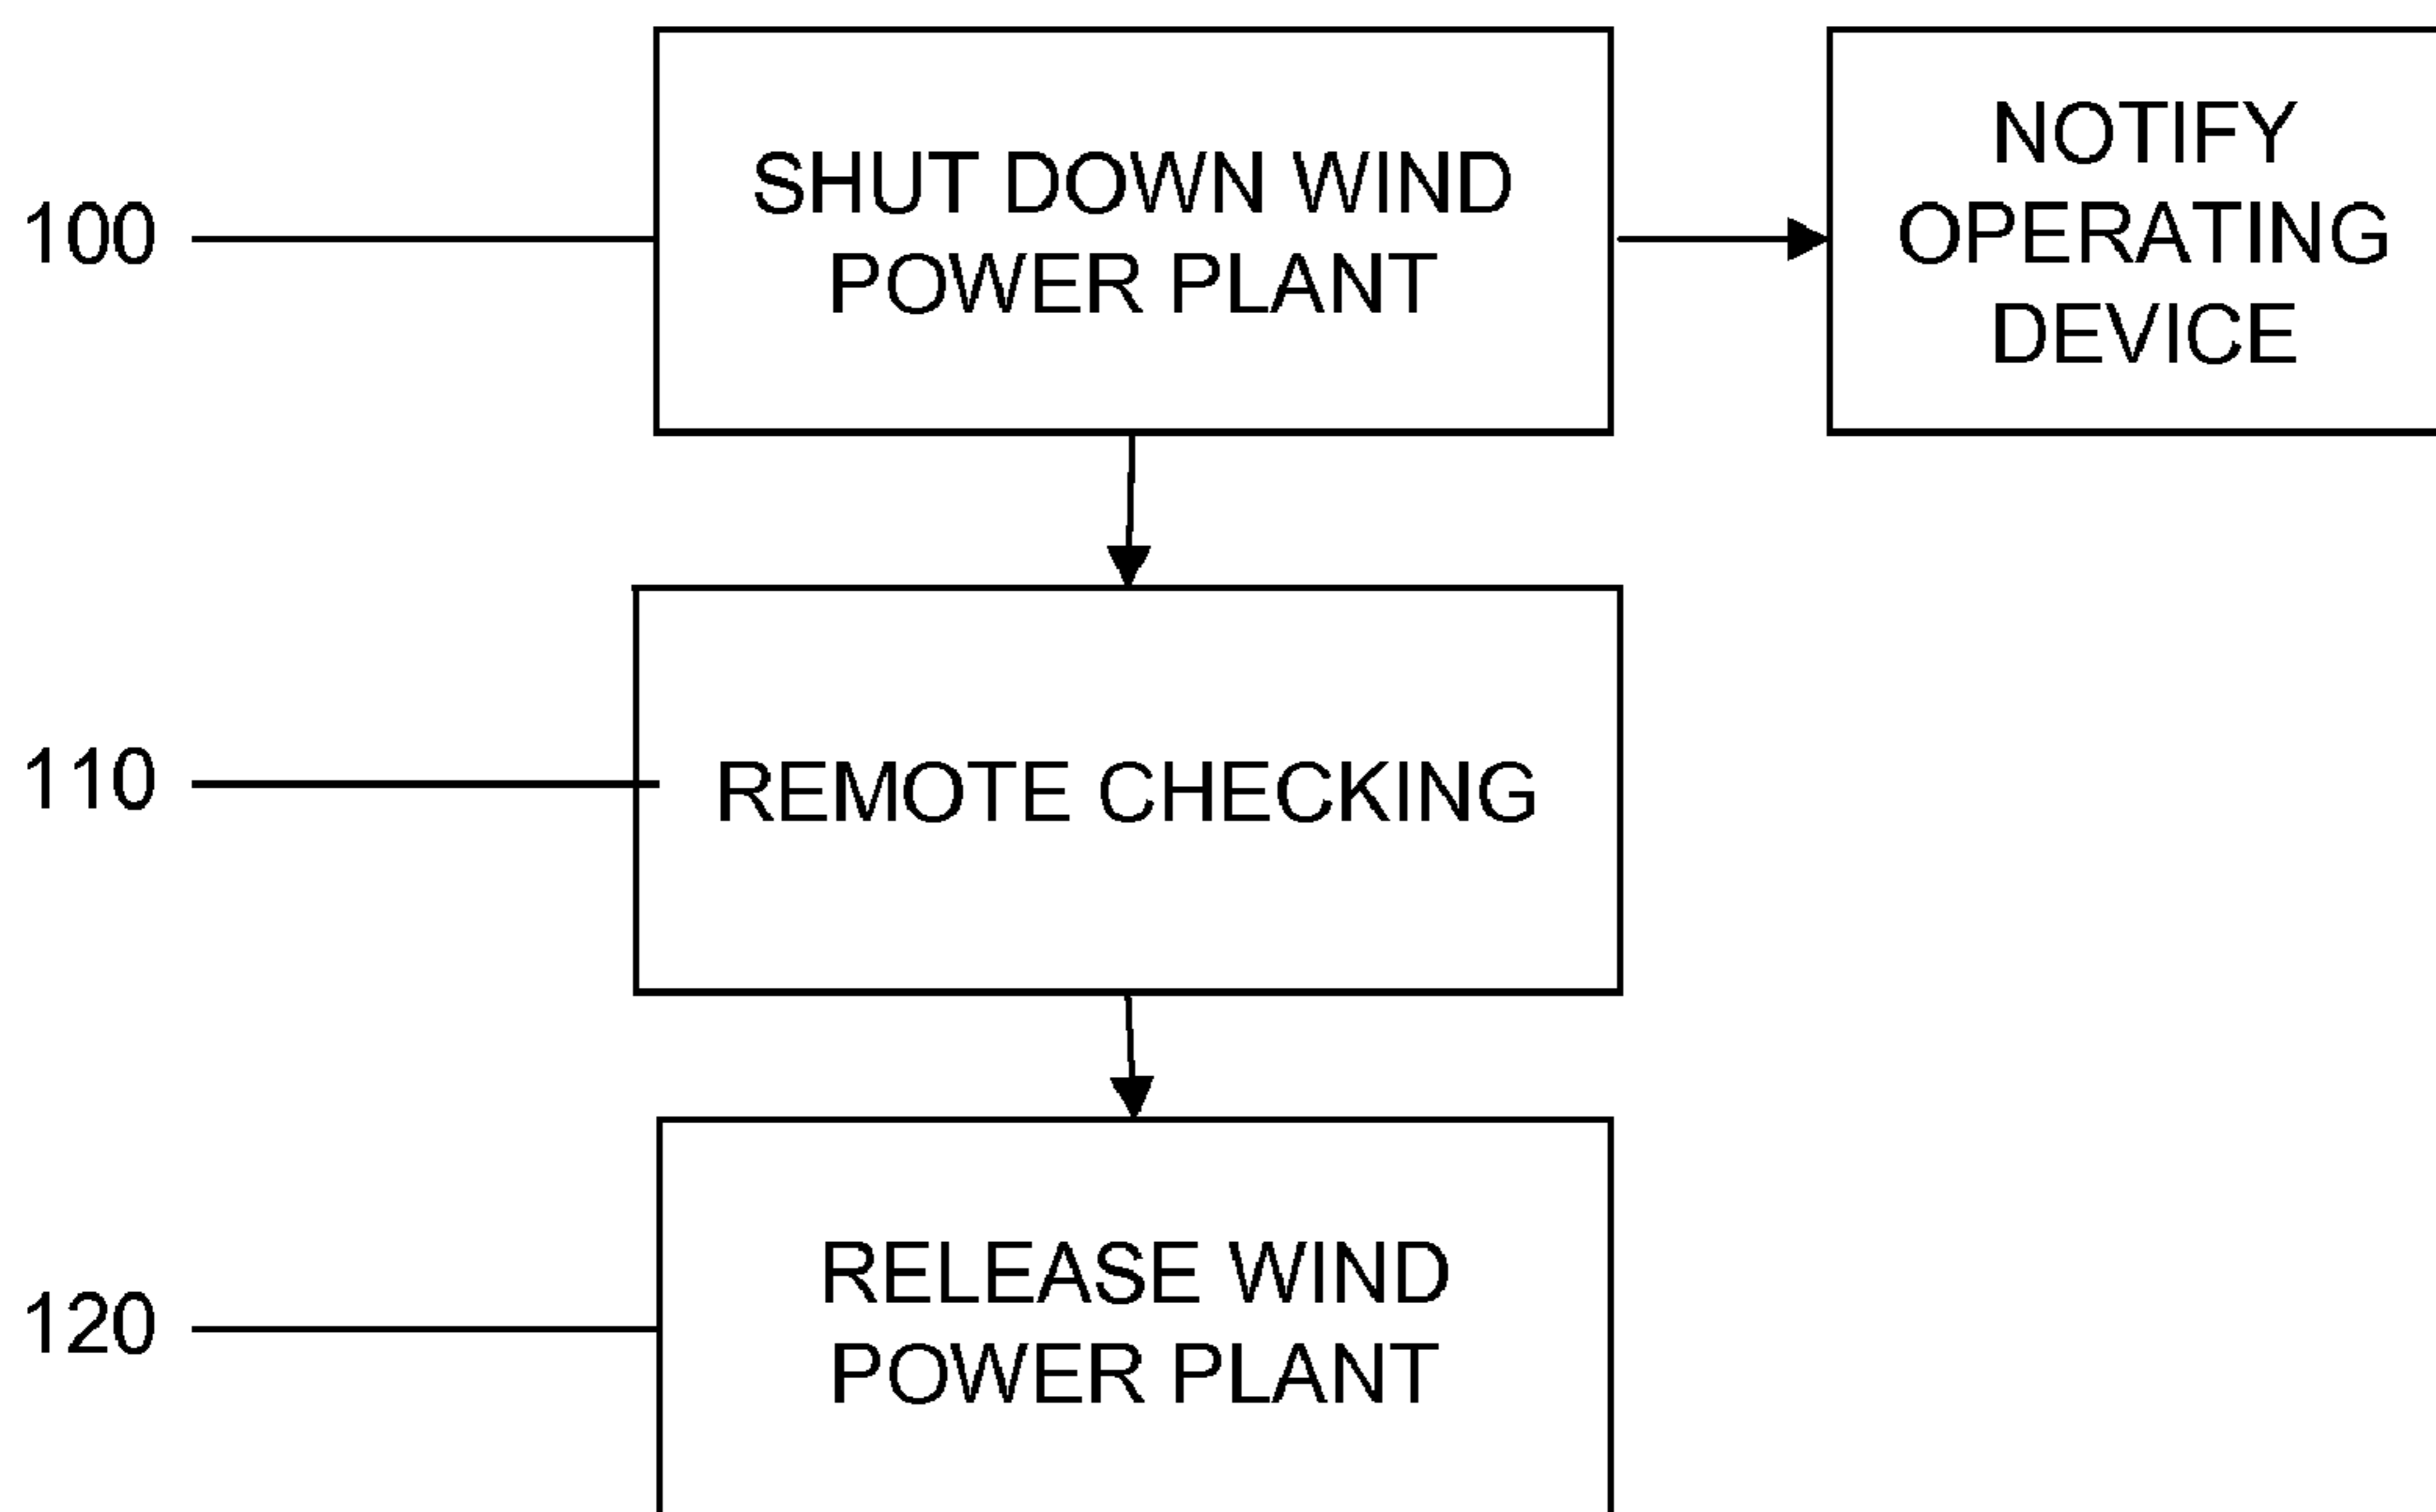 100
SHUT DOWN WIND
POWER PLANT
NOTIFY
OPERATING
DEVICE
110
REMOTE CHECKING
120
RELEASE WIND
POWER PLANT